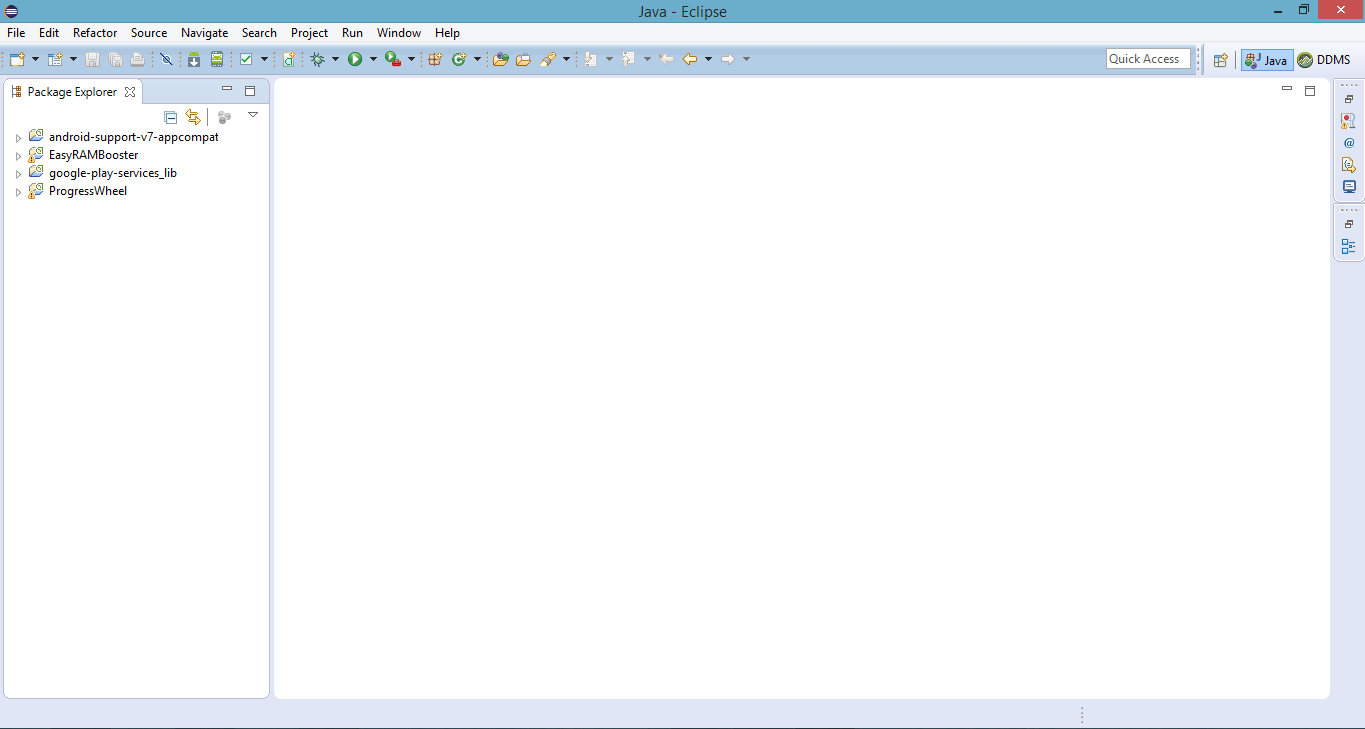 Java - Eclipse
File Edit Refactor Source Navigate Search Project Run Window Help
Quick Access Java DDMS
Package Explorer
android-support-v7-appcompat
EasyRAMBooster
google-play-services_lib
ProgressWheel